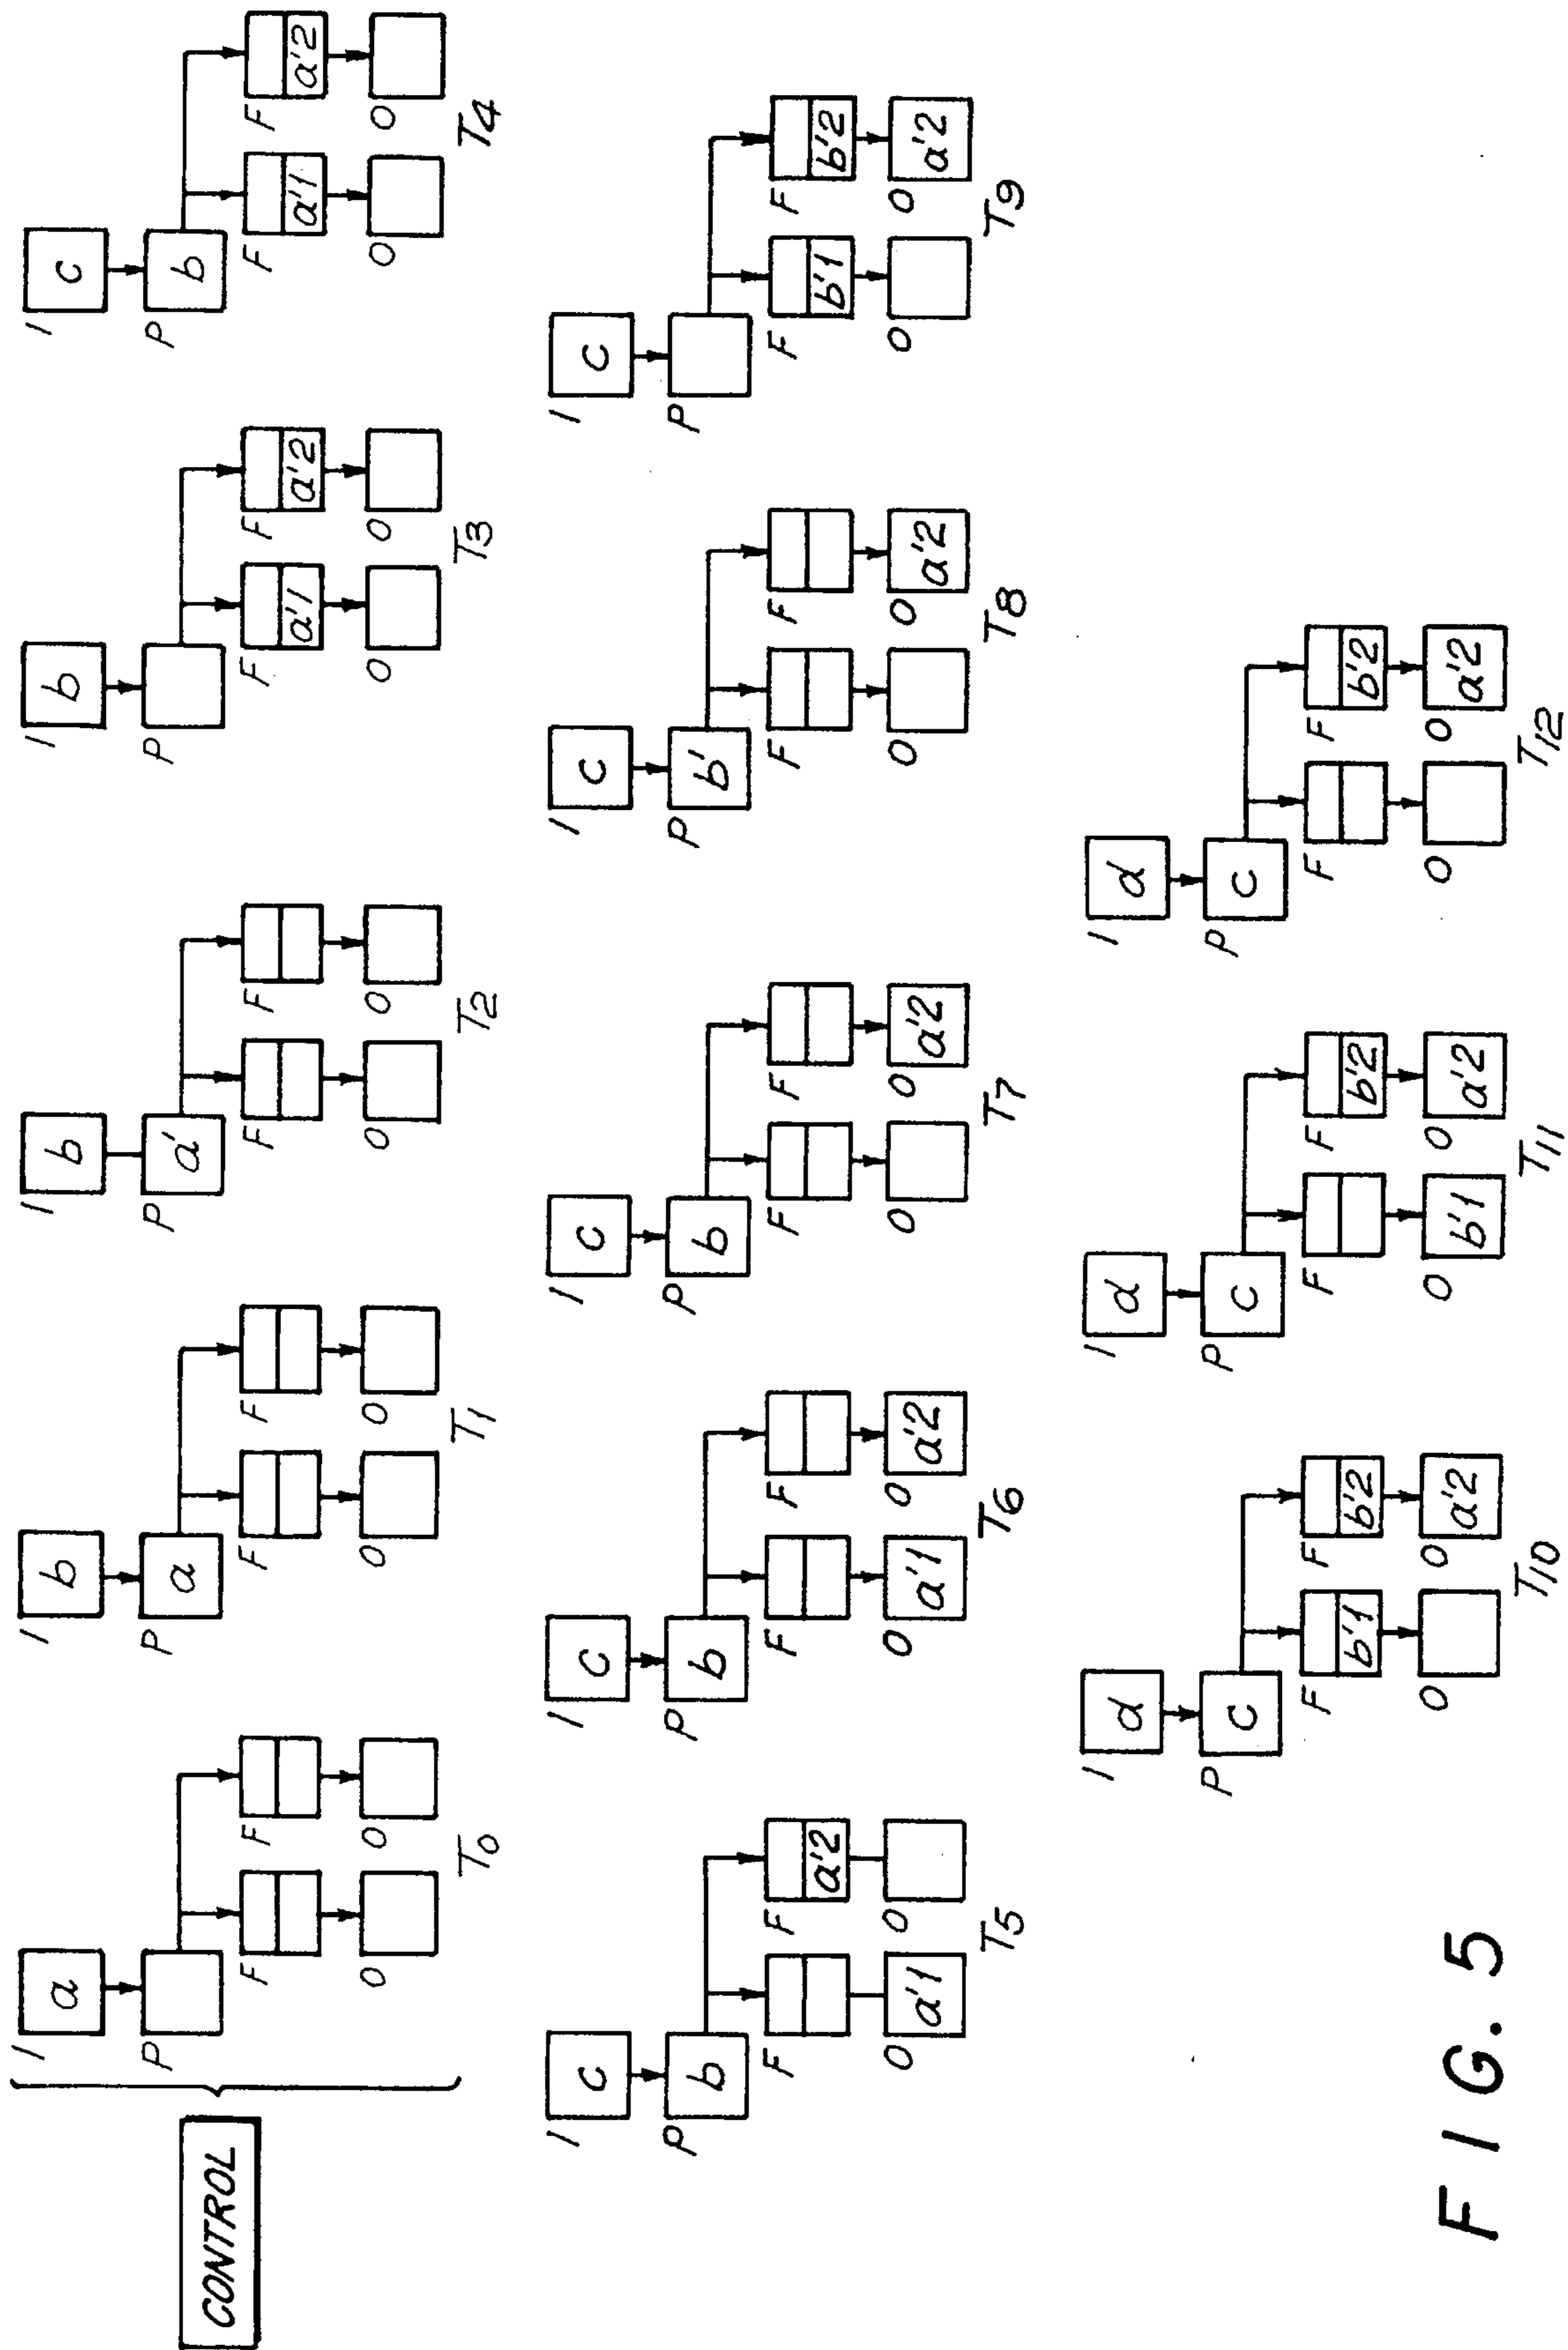 CONTROL
I a
P
F F
O O
T0
I b
P a
F F
O O
T1
I b
P a'
F F
O O
T2
I b
P
F a'1 F a'2
O O
T3
I c
P b
F a'1 F a'2
O O
T4
I c
P b
F F a'2
O a'1 O
T5
I c
P b
F F
O a'1 O a'2
T6
I c
P b
F F
O O a'2
T7
I c
P b'
F F
O O a'2
T8
I c
P
F b'1 F b'2
O O a'2
T9
I d
P c
F b'1 F b'2
O O a'2
T10
I d
P c
F F b'2
O b'1 O a'2
T11
I d
P c
F F b'2
O O a'2
T12
FIG. 5